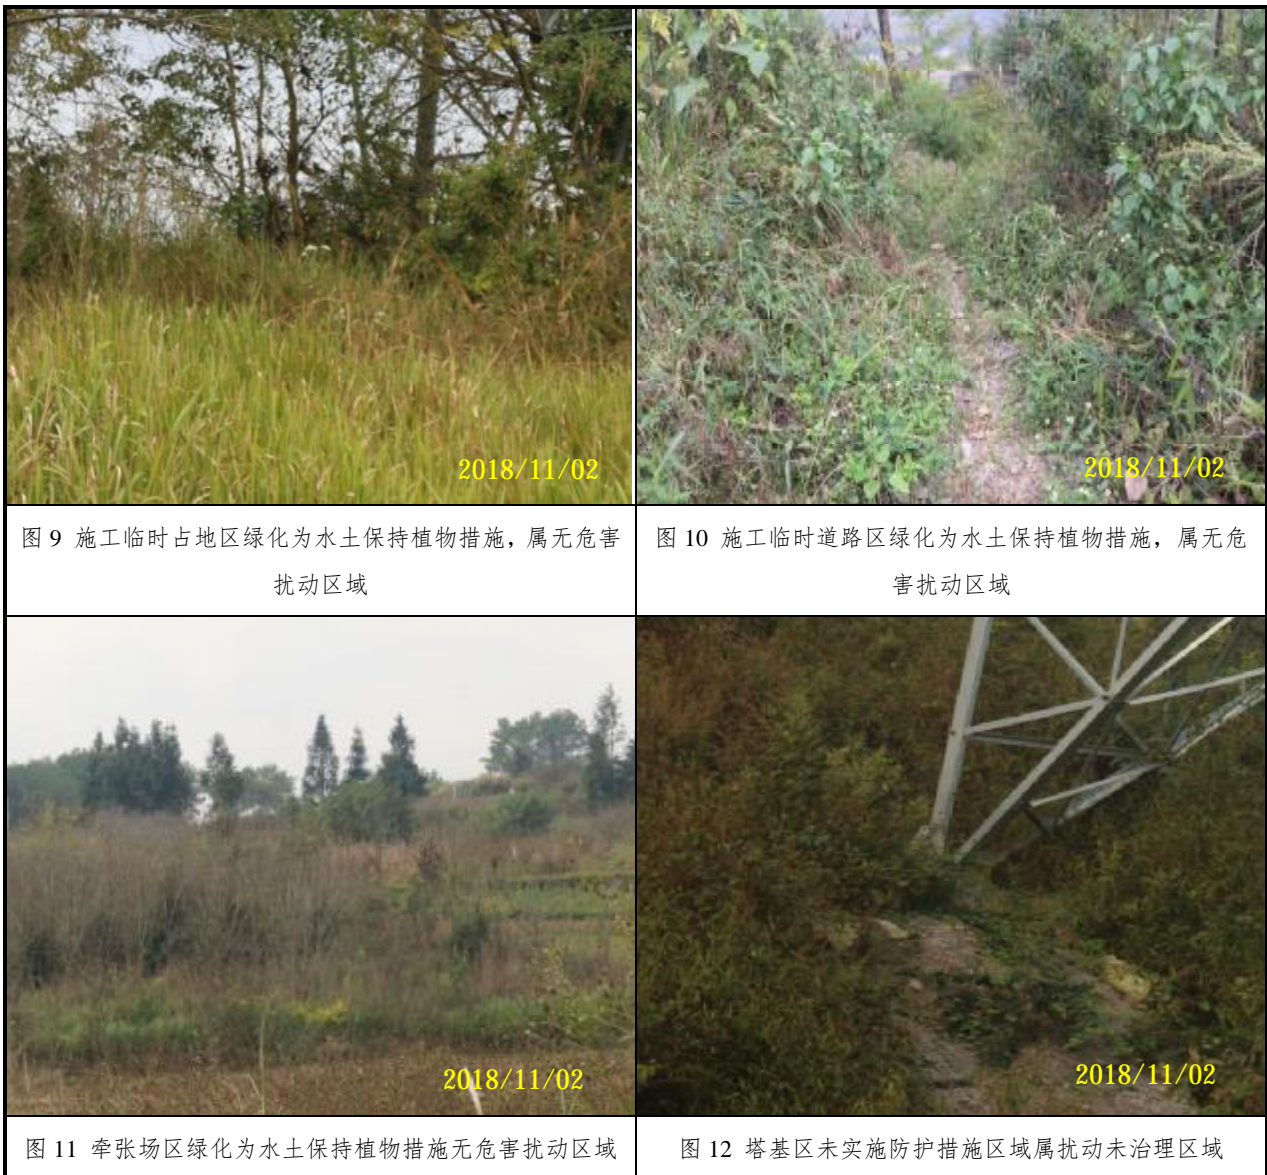 2018/11/02
2018/11/02
图 9 施工临时占地区绿化为水土保持植物措施，属无危害
扰动区域
图 10 施工临时道路区绿化为水土保持植物措施，属无危
害扰动区域
2018/11/02
2018/11/02
图 11 牵张场区绿化为水土保持植物措施无危害扰动区域
图 12 塔基区未实施防护措施区域属扰动未治理区域